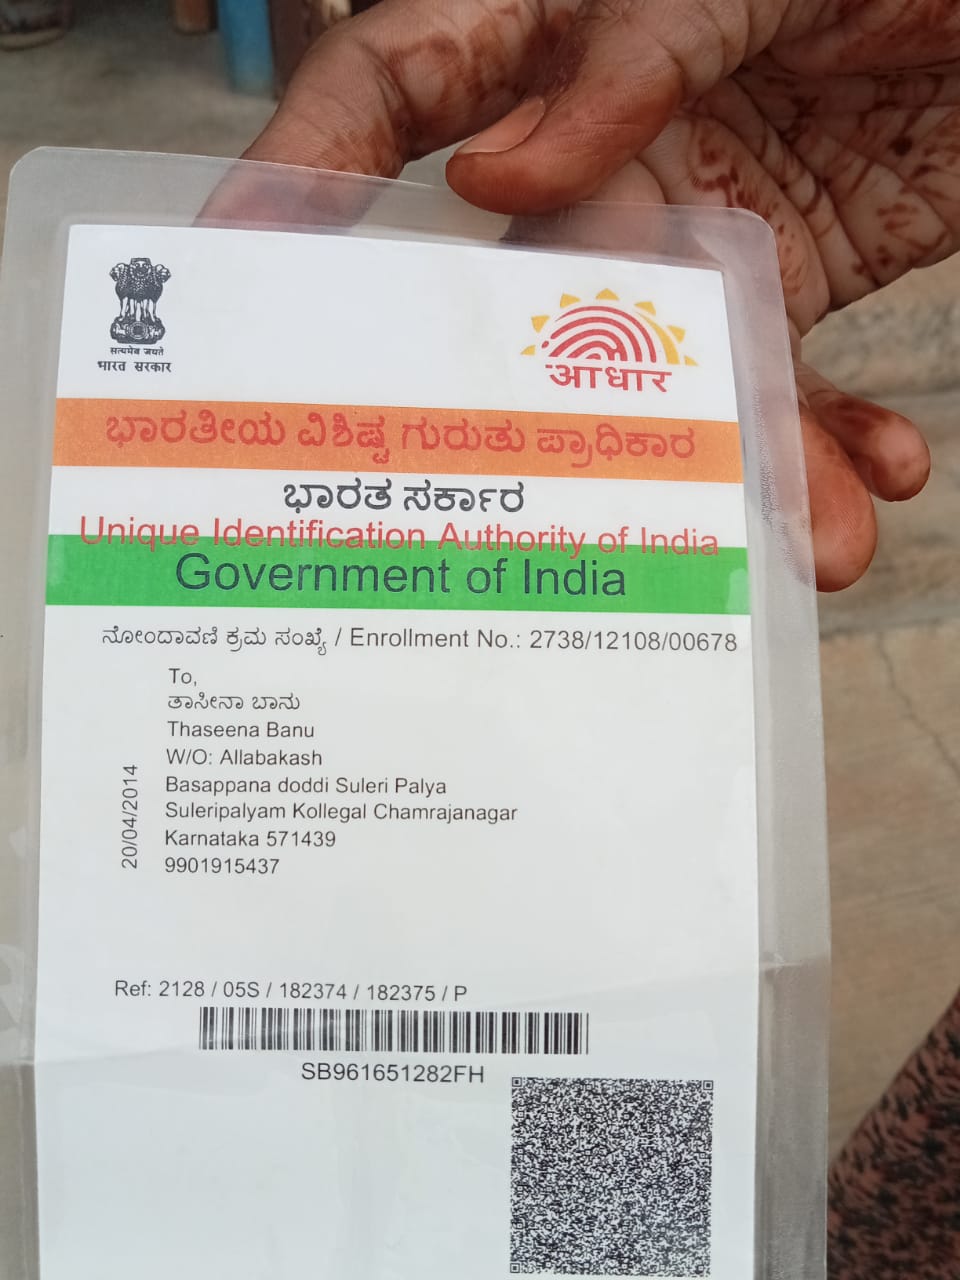 सत्यमेव जयते
भारत सरकार
आधार
ಭಾರತೀಯ ವಿಶಿಷ್ಟ ಗುರುತು ಪ್ರಾಧಿಕಾರ
ಭಾರತ ಸರ್ಕಾರ
Unique Identification Authority of India
Government of India
ನೋಂದಾವಣಿ ಕ್ರಮ ಸಂಖ್ಯೆ / Enrollment No.: 2738/12108/00678
To,
ತಾಸೀನಾ ಬಾನು
Thaseena Banu
W/O: Allabakash
Basappana doddi Suleri Palya
Suleripalyam Kollegal Chamrajanagar
Karnataka 571439
9901915437
20/04/2014
Ref: 2128 / 05S / 182374 / 182375 / P
SB961651282FH